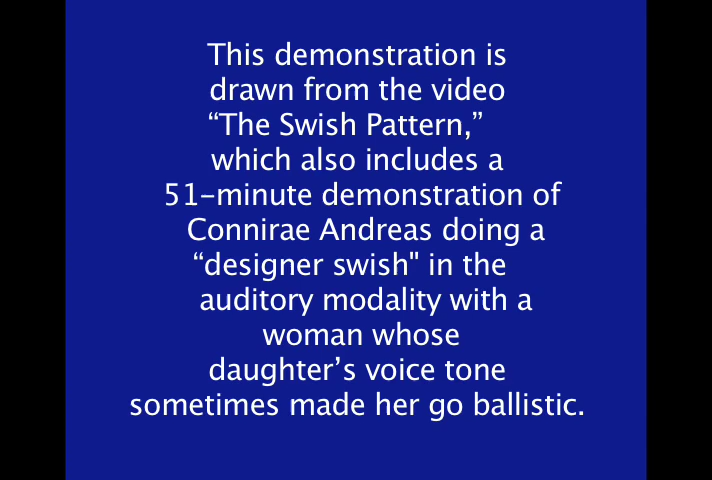 This demonstration is
drawn from the video
“The Swish Pattern,”
which also includes a
51–minute demonstration of
Connirae Andreas doing a
“designer swish" in the
auditory modality with a
woman whose
daughter’s voice tone
sometimes made her go ballistic.